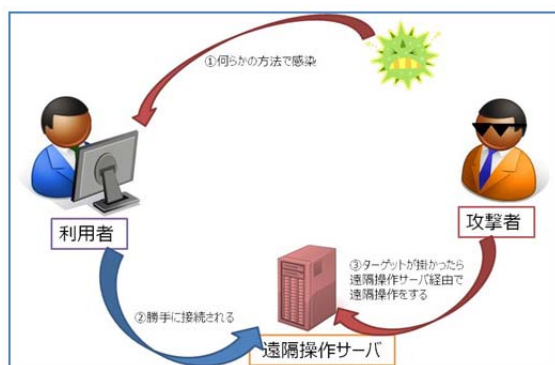 ①何らかの方法で感染
利用者
攻撃者
②勝手に接続される
③ターゲットが掛かったら
遠隔操作サーバ経由で
遠隔操作をする
遠隔操作サーバ